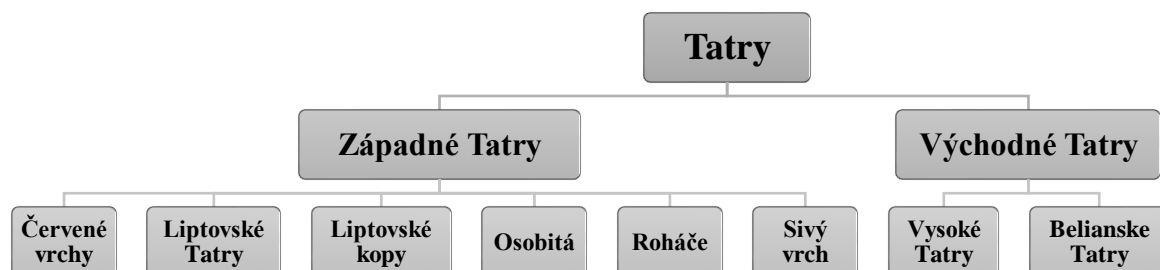 Tatry
Západné Tatry
Východné Tatry
Červené
vrchy
Liptovské
Tatry
Liptovské
kopy
Osobitá
Roháče
Sivý
vrch
Vysoké
Tatry
Belianske
Tatry